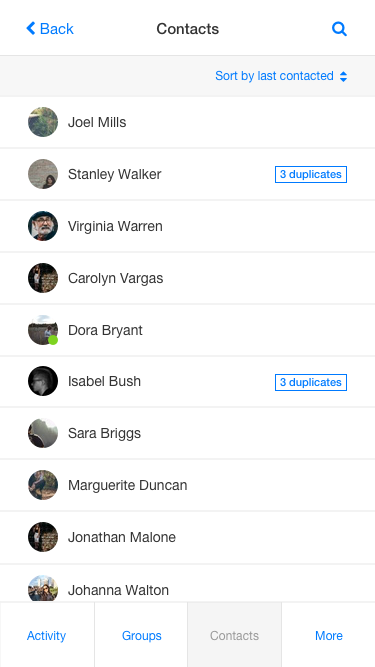 Back Contacts
Sort by last contacted
Joel Mills
Stanley Walker 3 duplicates
Virginia Warren
Carolyn Vargas
Dora Bryant
Isabel Bush 3 duplicates
Sara Briggs
Marguerite Duncan
Jonathan Malone
Johanna Walton
Activity Groups Contacts More